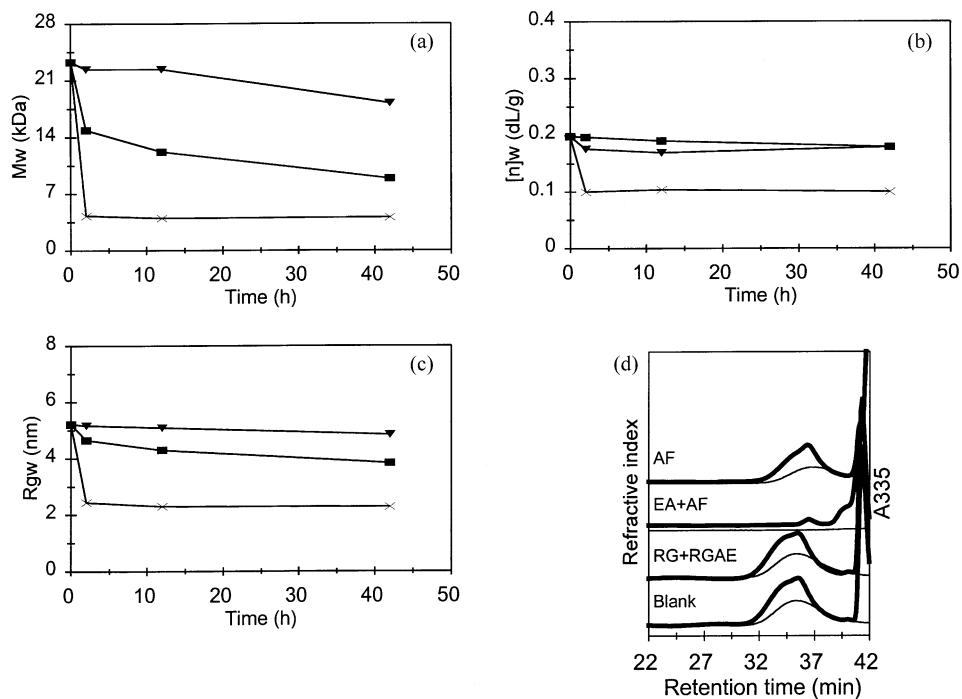 (a)
28
21
14
7
0
Mw (kDa)
0 10 20 30 40 50
Time (h)
(b)
0.4
0.3
0.2
0.1
0
[n]w (dL/g)
0 10 20 30 40 50
Time (h)
(c)
8
6
4
2
0
Rgw (nm)
0 10 20 30 40 50
Time (h)
(d)
Refractive index
AF
EA+AF
RG+RGAE
Blank
A335
22 27 32 37 42
Retention time (min)